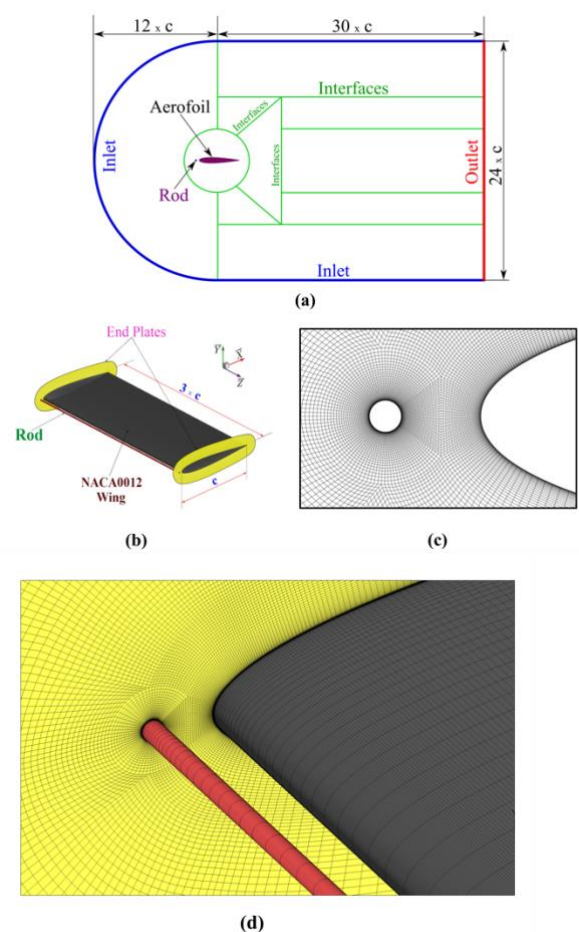 12 x c
30 x c
Aerofoil
Interfaces
Interfaces
Interfaces
Inlet
Rod
Outlet
24 x c
Inlet
(a)
End Plates
Y
X
Z
3 x c
Rod
NACA0012
Wing
c
(b)
(c)
(d)